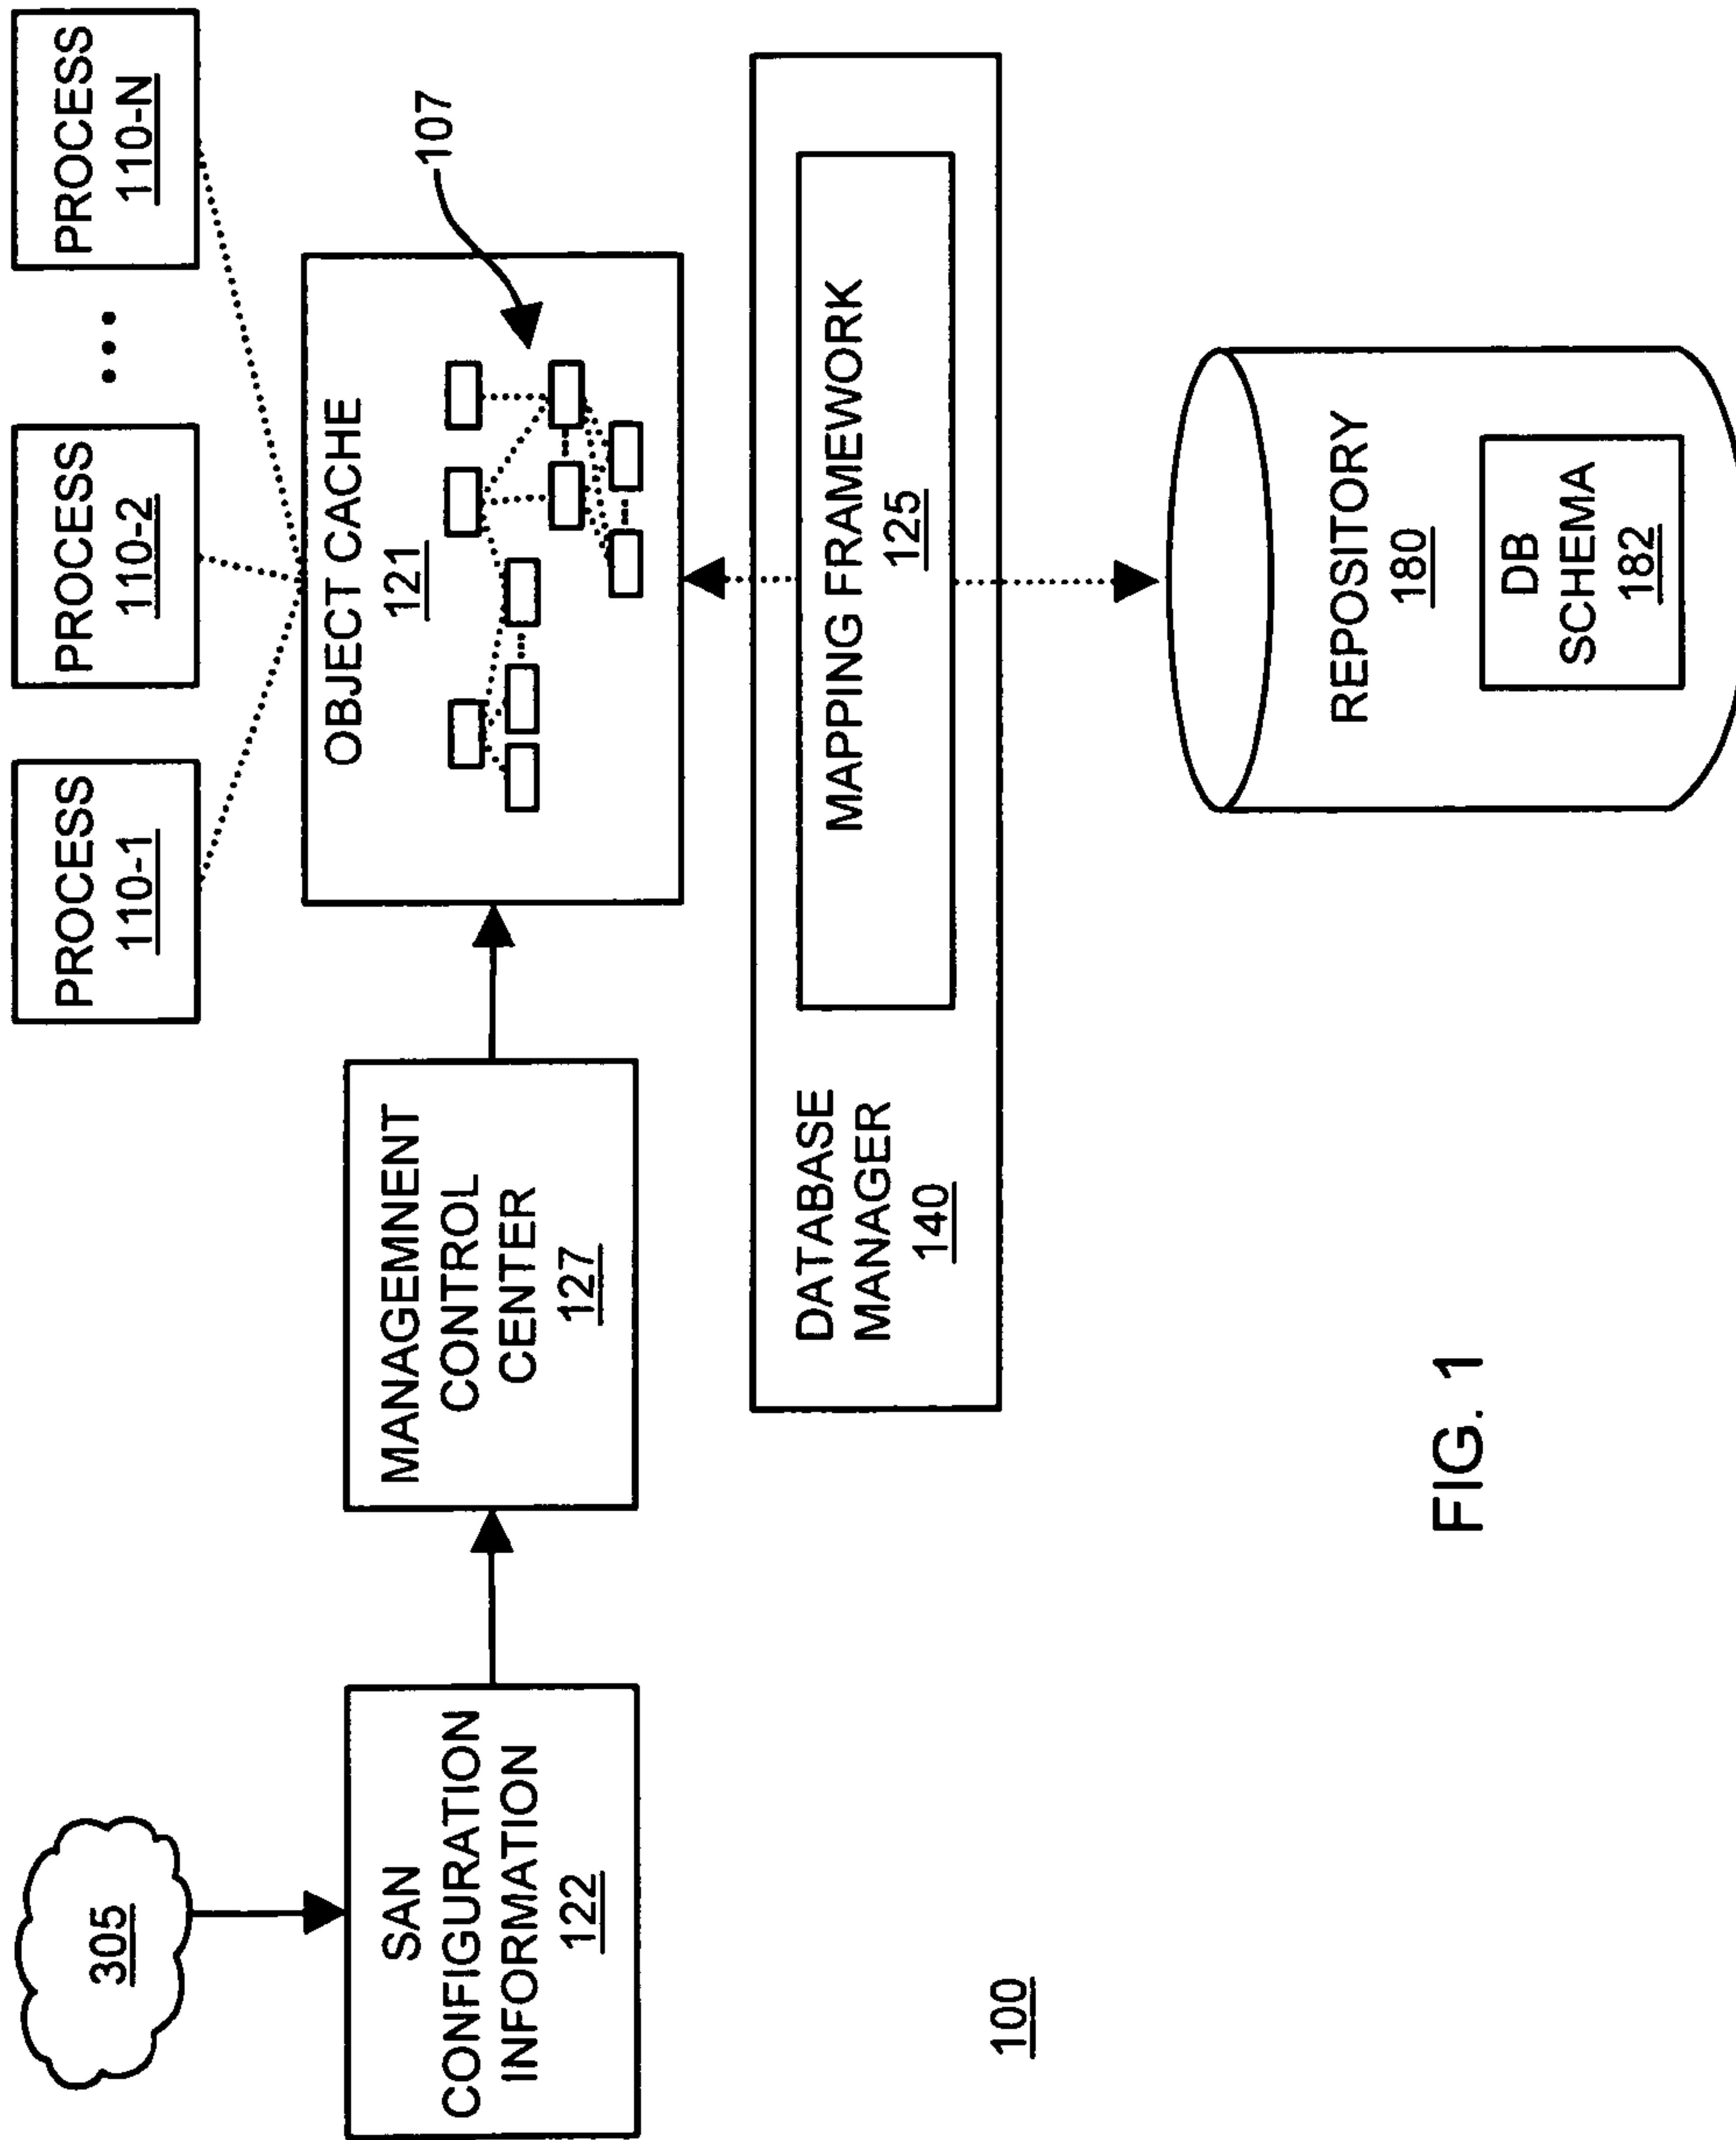 305
SAN
CONFIGURATION
INFORMATION
122
MANAGEMNENT
CONTROL
CENTER
127
PROCESS
110-1
PROCESS
110-2
...
PROCESS
110-N
OBJECT CACHE
121
107
DATABASE
MANAGER
140
MAPPING FRAMEWORK
125
REPOSITORY
180
DB
SCHEMA
182
100
FIG. 1